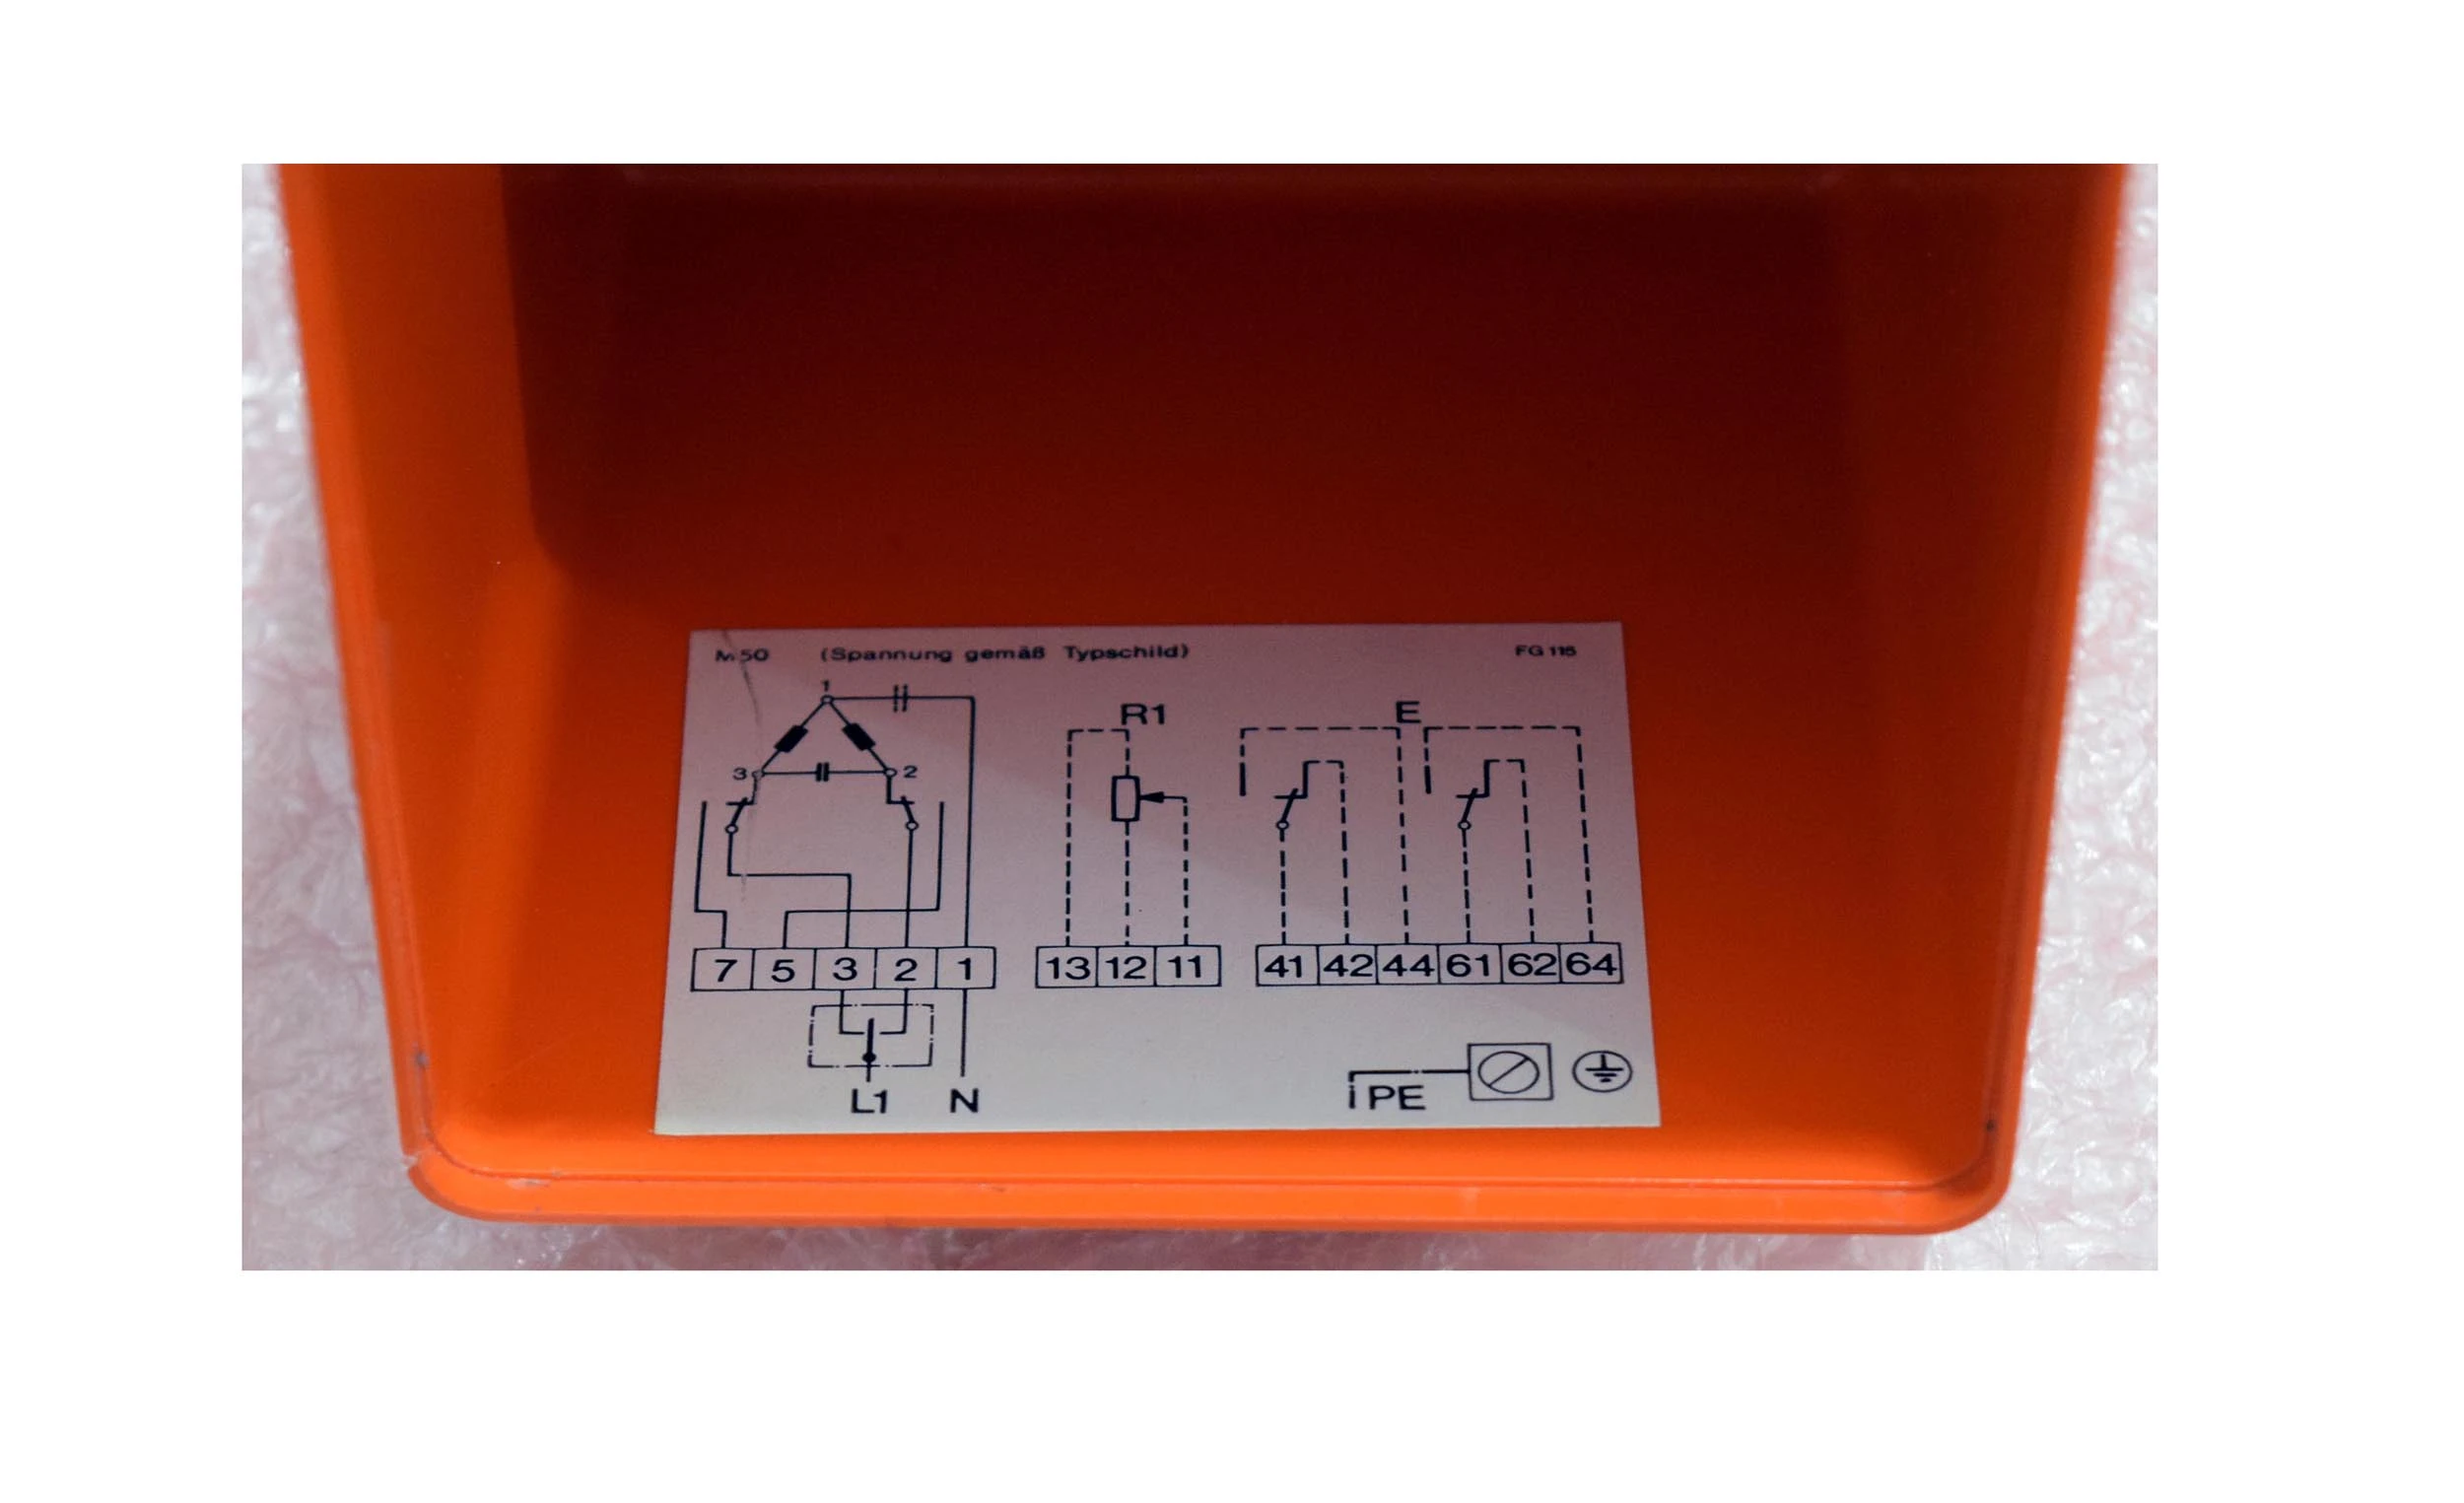 M50 (Spannung gemäß Typschild) FG 115
1
R1 E
3 2
7 5 3 2 1 13 12 11 41 42 44 61 62 64
L1 N PE